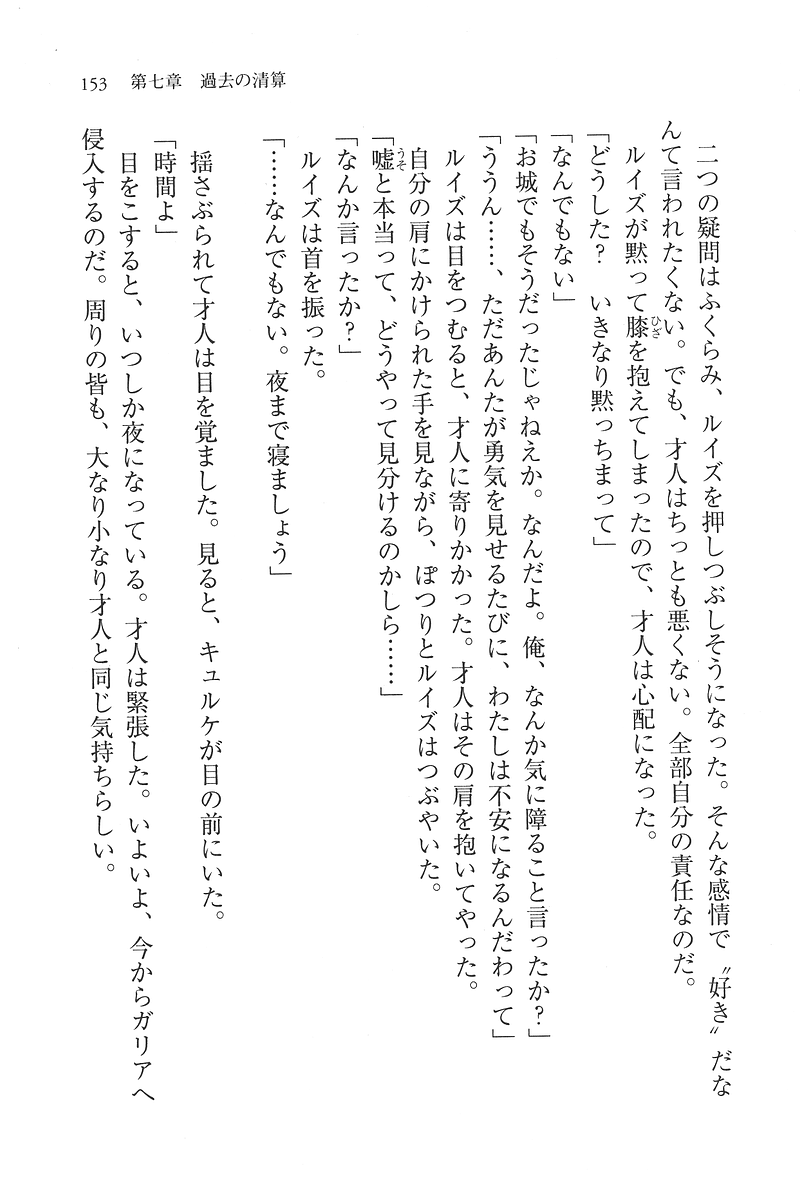 153　第七章　過去の清算
　二つの疑問はふくらみ、ルイズを押しつぶしそうになった。そんな感情で〝好き〟だな
んて言われたくない。でも、才人はちっとも悪くない。全部自分の責任なのだ。
　ルイズが黙って膝を抱えてしまったので、才人は心配になった。
「どうした？　いきなり黙っちまって」
「なんでもない」
「お城でもそうだったじゃねえか。なんだよ。俺、なんか気に障ること言ったか？」
「ううん……、ただあんたが勇気を見せるたびに、わたしは不安になるんだわって」
　ルイズは目をつむると、才人に寄りかかった。才人はその肩を抱いてやった。
　自分の肩にかけられた手を見ながら、ぽつりとルイズはつぶやいた。
「嘘と本当って、どうやって見分けるのかしら……」
「なんか言ったか？」
　ルイズは首を振った。
「……なんでもない。夜まで寝ましょう」
　揺さぶられて才人は目を覚ました。見ると、キュルケが目の前にいた。
「時間よ」
　目をこすると、いつしか夜になっている。才人は緊張した。いよいよ、今からガリアへ
侵入するのだ。周りの皆も、大なり小なり才人と同じ気持ちらしい。